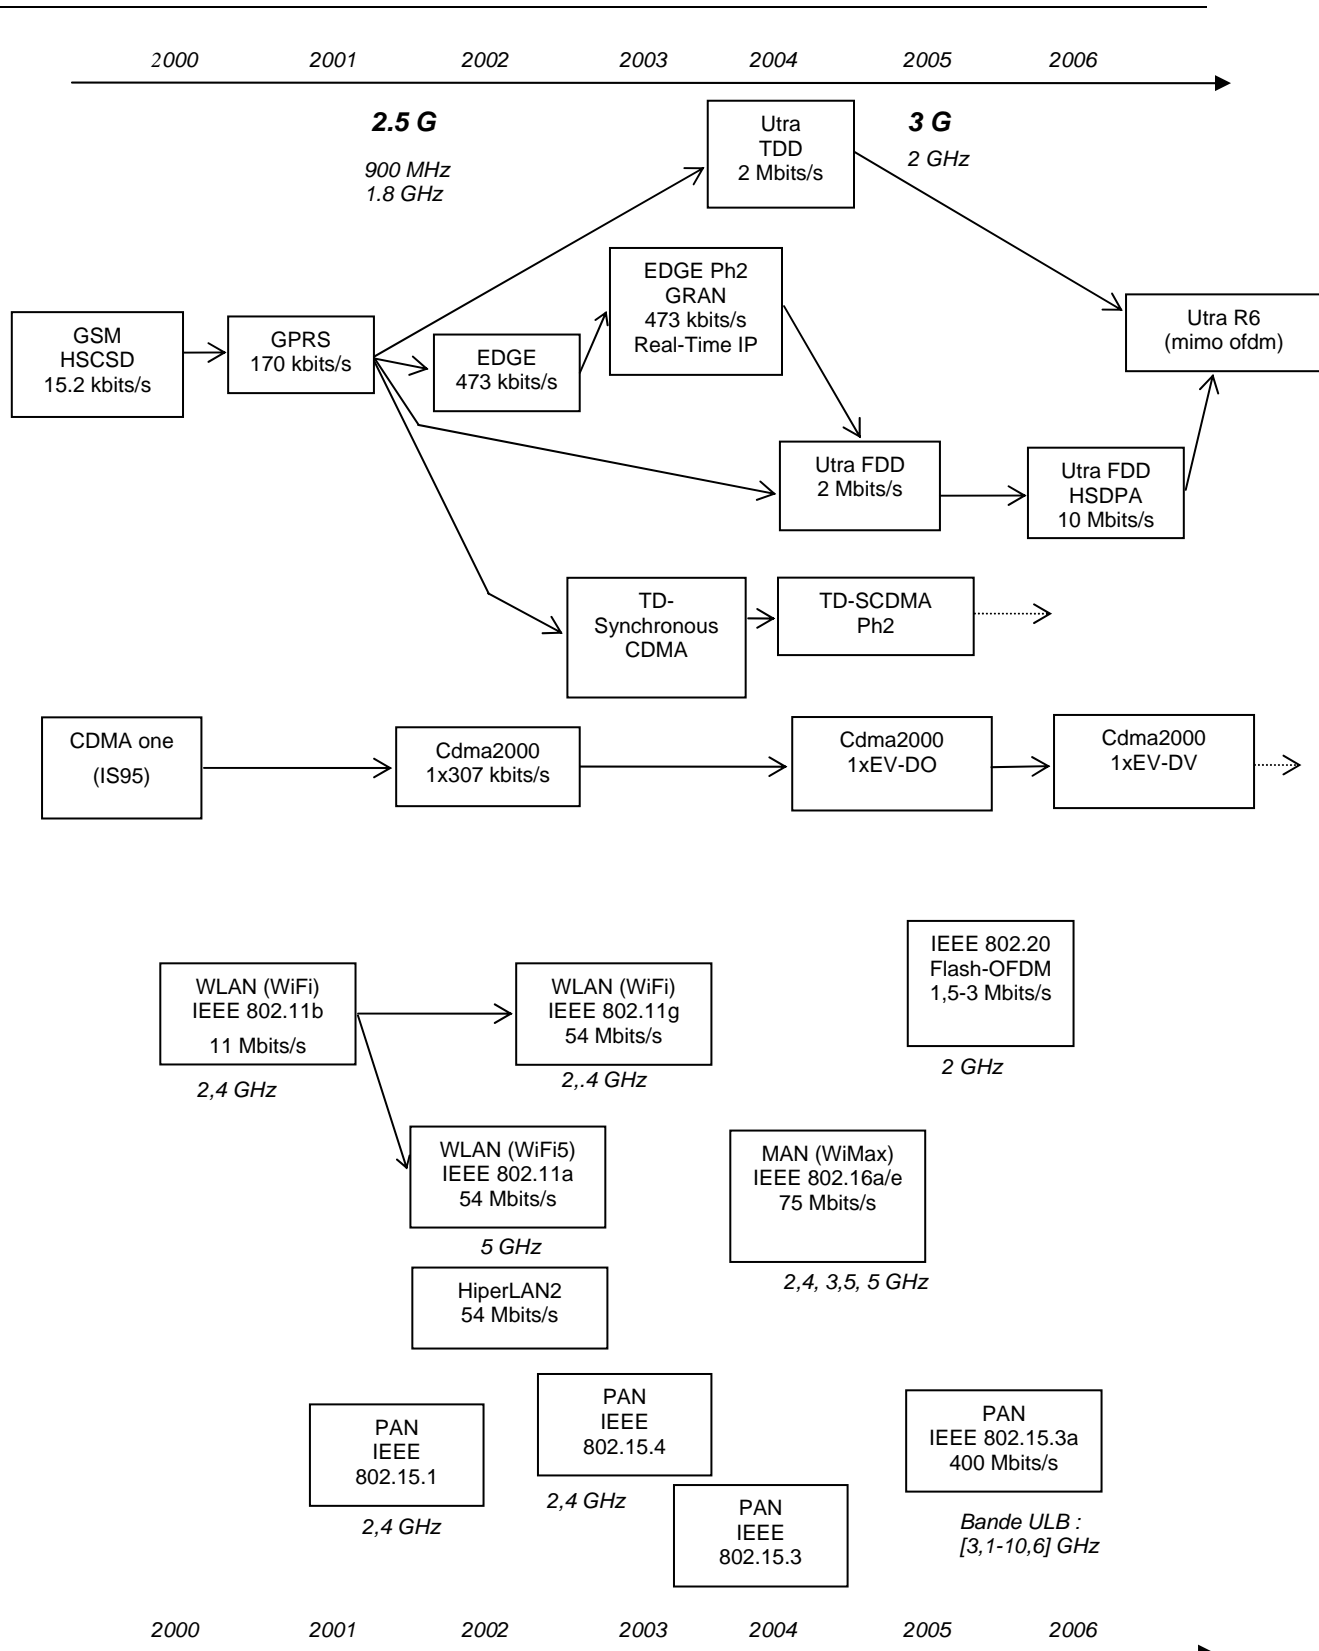 2000 2001 2002 2003 2004 2005 2006
2.5 G
900 MHz
1.8 GHz
Utra
TDD
2 Mbits/s
3 G
2 GHz
GSM
HSCSD
15.2 kbits/s
GPRS
170 kbits/s
EDGE
473 kbits/s
EDGE Ph2
GRAN
473 kbits/s
Real-Time IP
Utra R6
(mimo ofdm)
Utra FDD
2 Mbits/s
Utra FDD
HSDPA
10 Mbits/s
TD-
Synchronous
CDMA
TD-SCDMA
Ph2
CDMA one
(IS95)
Cdma2000
1x307 kbits/s
Cdma2000
1xEV-DO
Cdma2000
1xEV-DV
IEEE 802.20
Flash-OFDM
1,5-3 Mbits/s
2 GHz
WLAN (WiFi)
IEEE 802.11b
11 Mbits/s
2,4 GHz
WLAN (WiFi)
IEEE 802.11g
54 Mbits/s
2,.4 GHz
WLAN (WiFi5)
IEEE 802.11a
54 Mbits/s
5 GHz
MAN (WiMax)
IEEE 802.16a/e
75 Mbits/s
2,4, 3,5, 5 GHz
HiperLAN2
54 Mbits/s
PAN
IEEE
802.15.1
2,4 GHz
PAN
IEEE
802.15.4
2,4 GHz
PAN
IEEE
802.15.3
PAN
IEEE 802.15.3a
400 Mbits/s
Bande ULB :
[3,1-10,6] GHz
2000 2001 2002 2003 2004 2005 2006